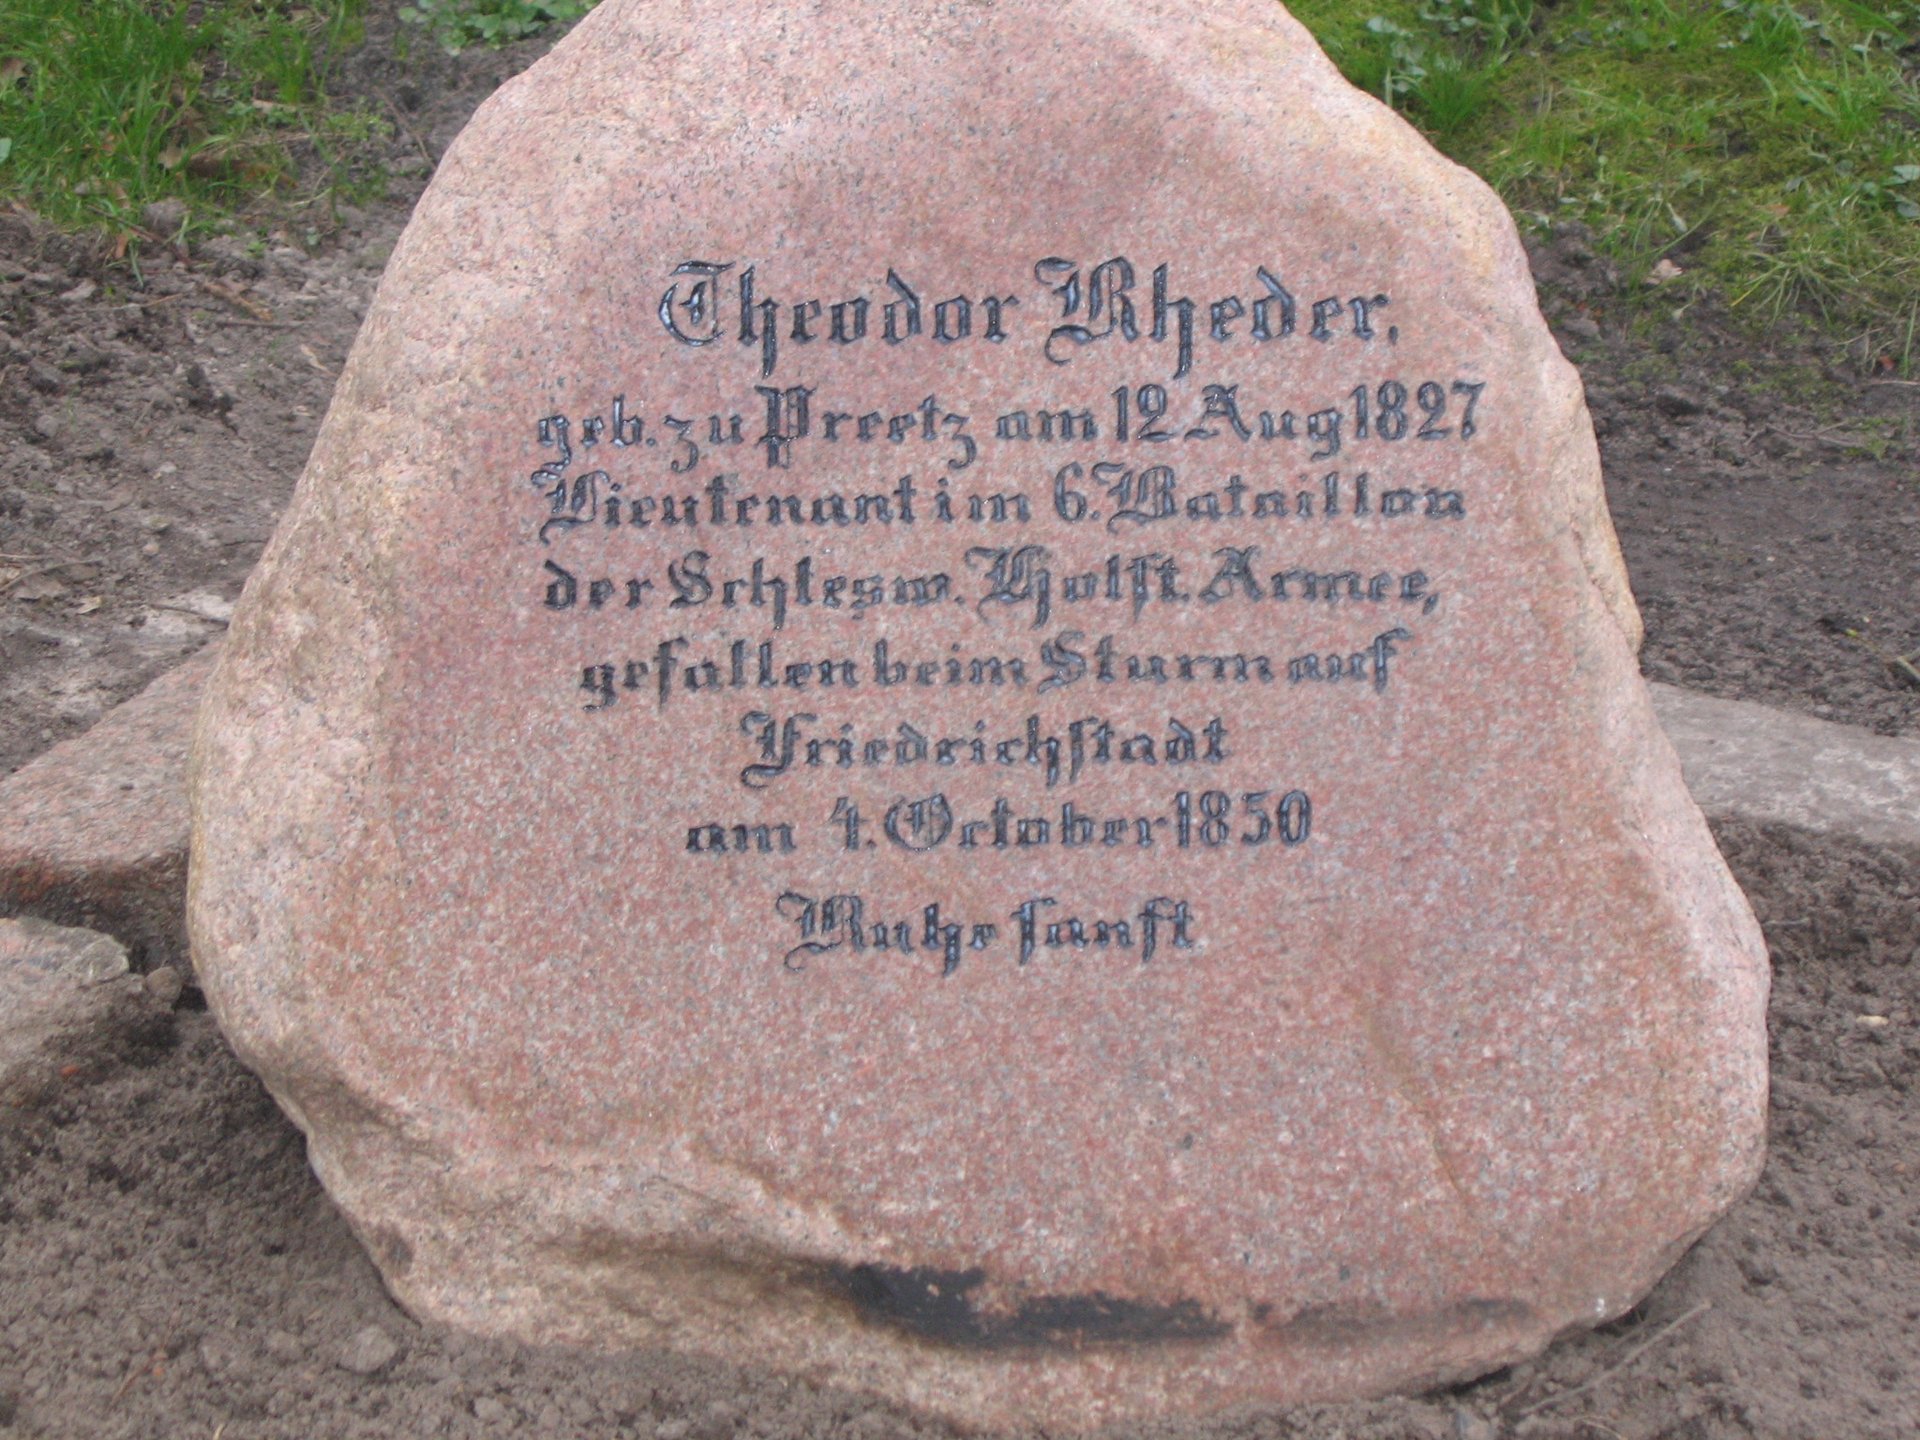 Theodor Rheder,
geb. zu Preetz am 12 Aug 1827
Lieutenant im 6. Bataillon
der Schlesw. Holst. Armee,
gefallen beim Sturm auf
Friedrichstadt
am 4. October 1850
Ruhe sanft